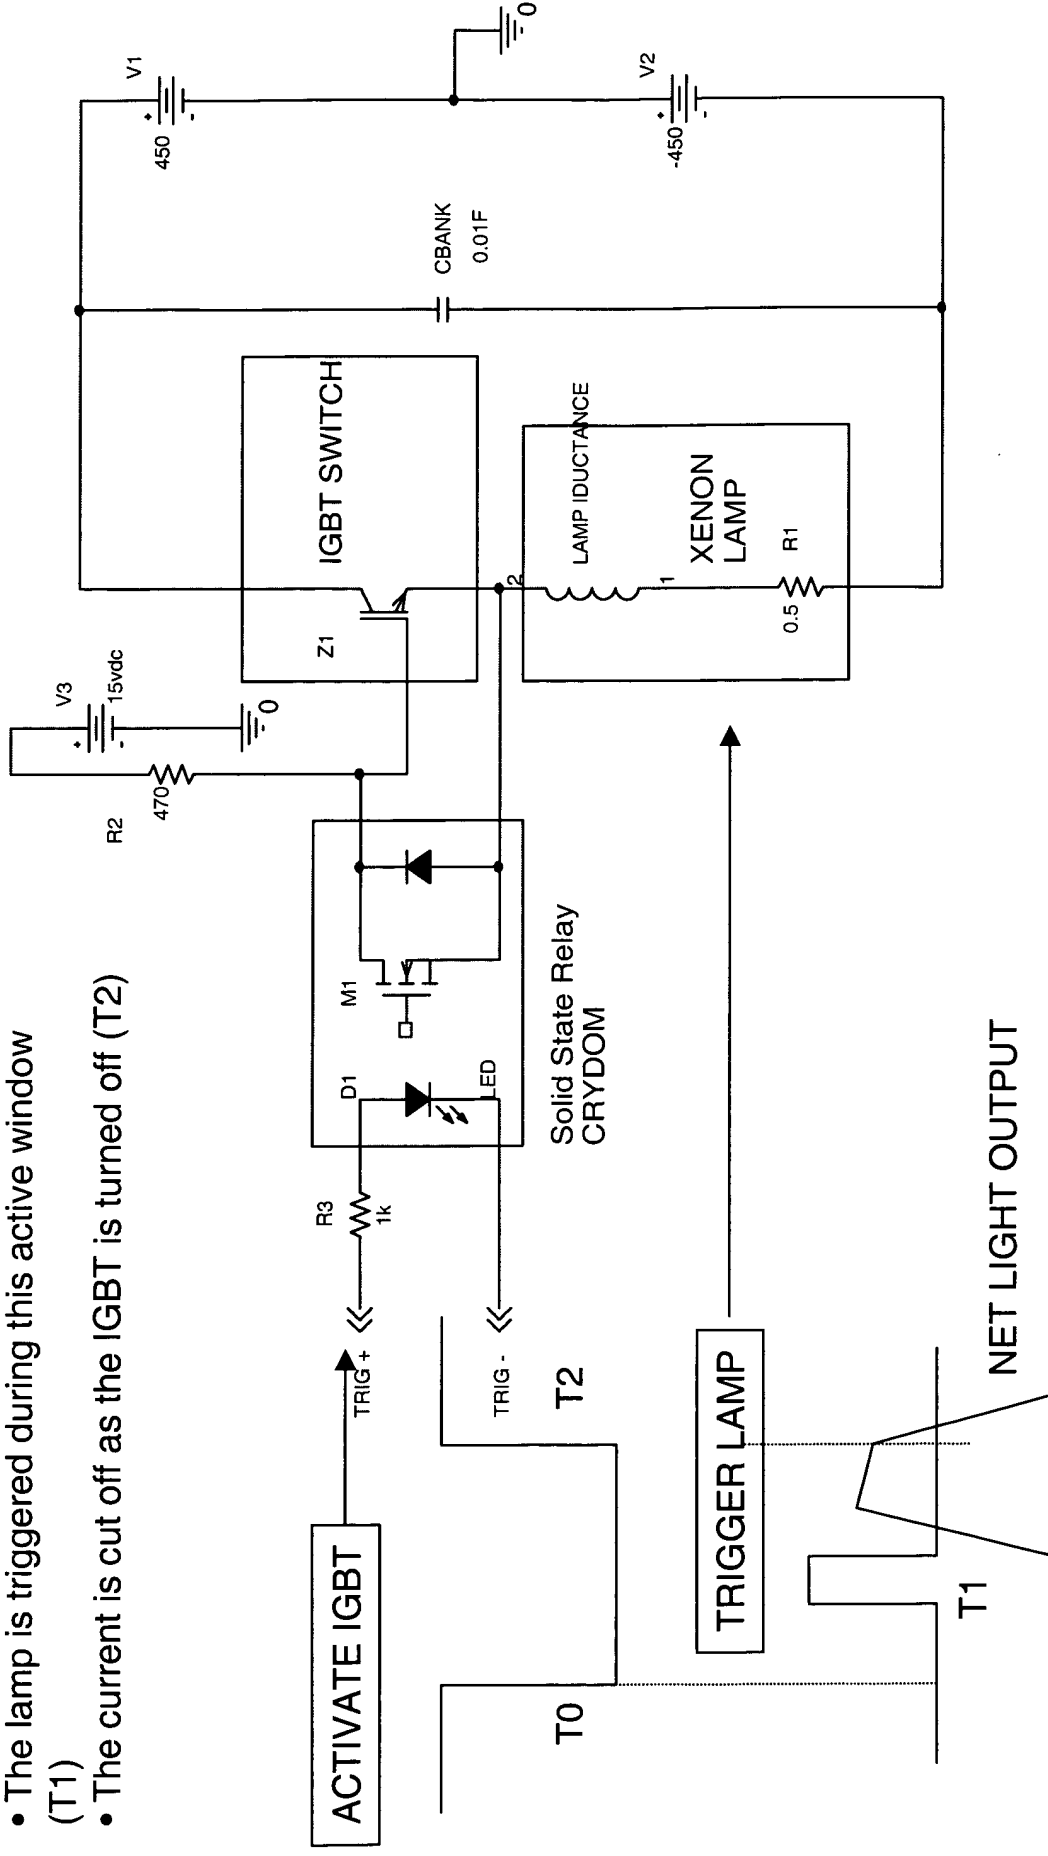 • The lamp is triggered during this active window
(T1)
• The current is cut off as the IGBT is turned off (T2)
ACTIVATE IGBT
TRIG +
TRIG -
T0
T2
R3
1k
D1
LED
M1
Solid State Relay
CRYDOM
R2
470
V3
+
15vdc
-
0
Z1
IGBT SWITCH
2
LAMP IDUCTANCE
1
XENON
LAMP
0.5
R1
CBANK
0.01F
V1
+
450
-
V2
+
-450
-
0
TRIGGER LAMP
T1
NET LIGHT OUTPUT